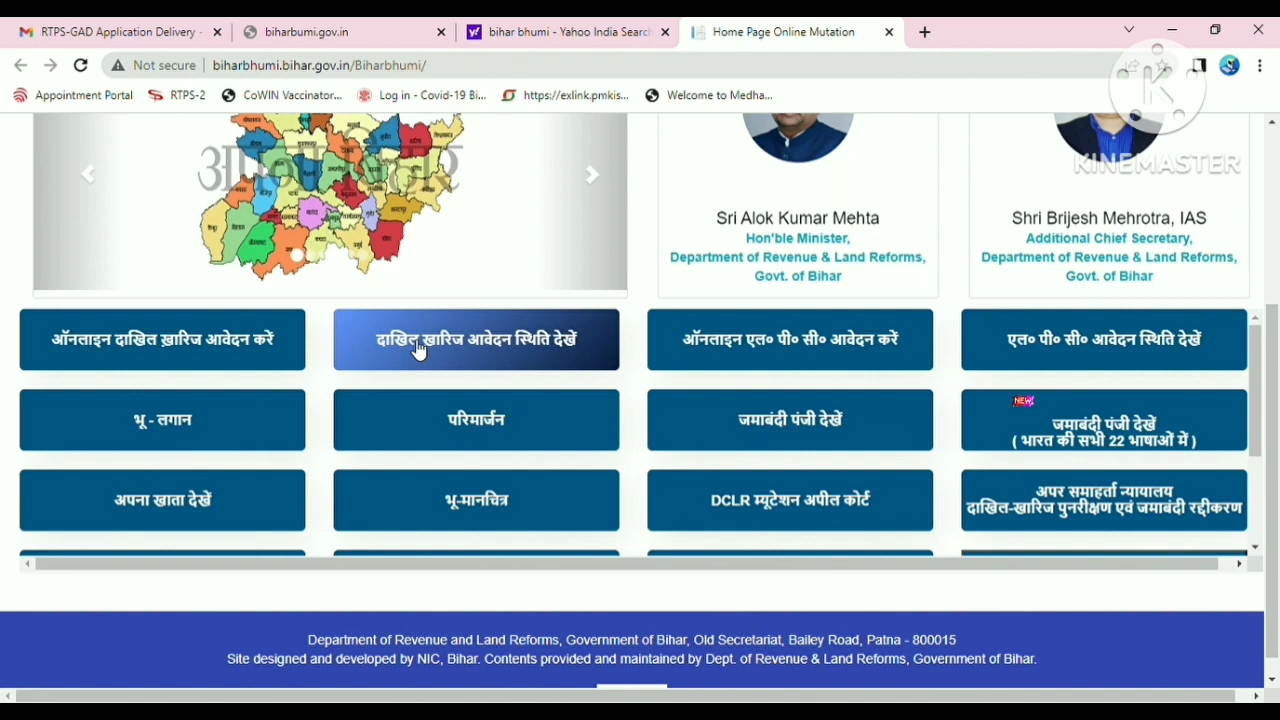 RTPS-GAD Application Delivery -
biharbumi.gov.in
bihar bhumi - Yahoo India Search
Home Page Online Mutation
Not secure
biharbhumi.bihar.gov.in/Biharbhumi/
Appointment Portal
RTPS-2
CoWIN Vaccinator...
Log in - Covid-19 Bi...
https://exlink.pmkis...
Welcome to Medha...
KINEMASTER
Sri Alok Kumar Mehta
Hon'ble Minister,
Department of Revenue & Land Reforms,
Govt. of Bihar
Shri Brijesh Mehrotra, IAS
Additional Chief Secretary,
Department of Revenue & Land Reforms,
Govt. of Bihar
ऑनलाइन दाखिल ख़ारिज आवेदन करें
दाखिल खारिज आवेदन स्थिति देखें
ऑनलाइन एल० पी० सी० आवेदन करें
एल० पी० सी० आवेदन स्थिति देखें
भू - लगान
परिमार्जन
जमाबंदी पंजी देखें
NEW!
जमाबंदी पंजी देखें
( भारत की सभी 22 भाषाओं में )
अपना खाता देखें
भू-मानचित्र
DCLR म्यूटेशन अपील कोर्ट
अपर समाहर्ता न्यायालय
दाखिल-खारिज पुनरीक्षण एवं जमाबंदी रद्दीकरण
Department of Revenue and Land Reforms, Government of Bihar, Old Secretariat, Bailey Road, Patna - 800015
Site designed and developed by NIC, Bihar. Contents provided and maintained by Dept. of Revenue & Land Reforms, Government of Bihar.